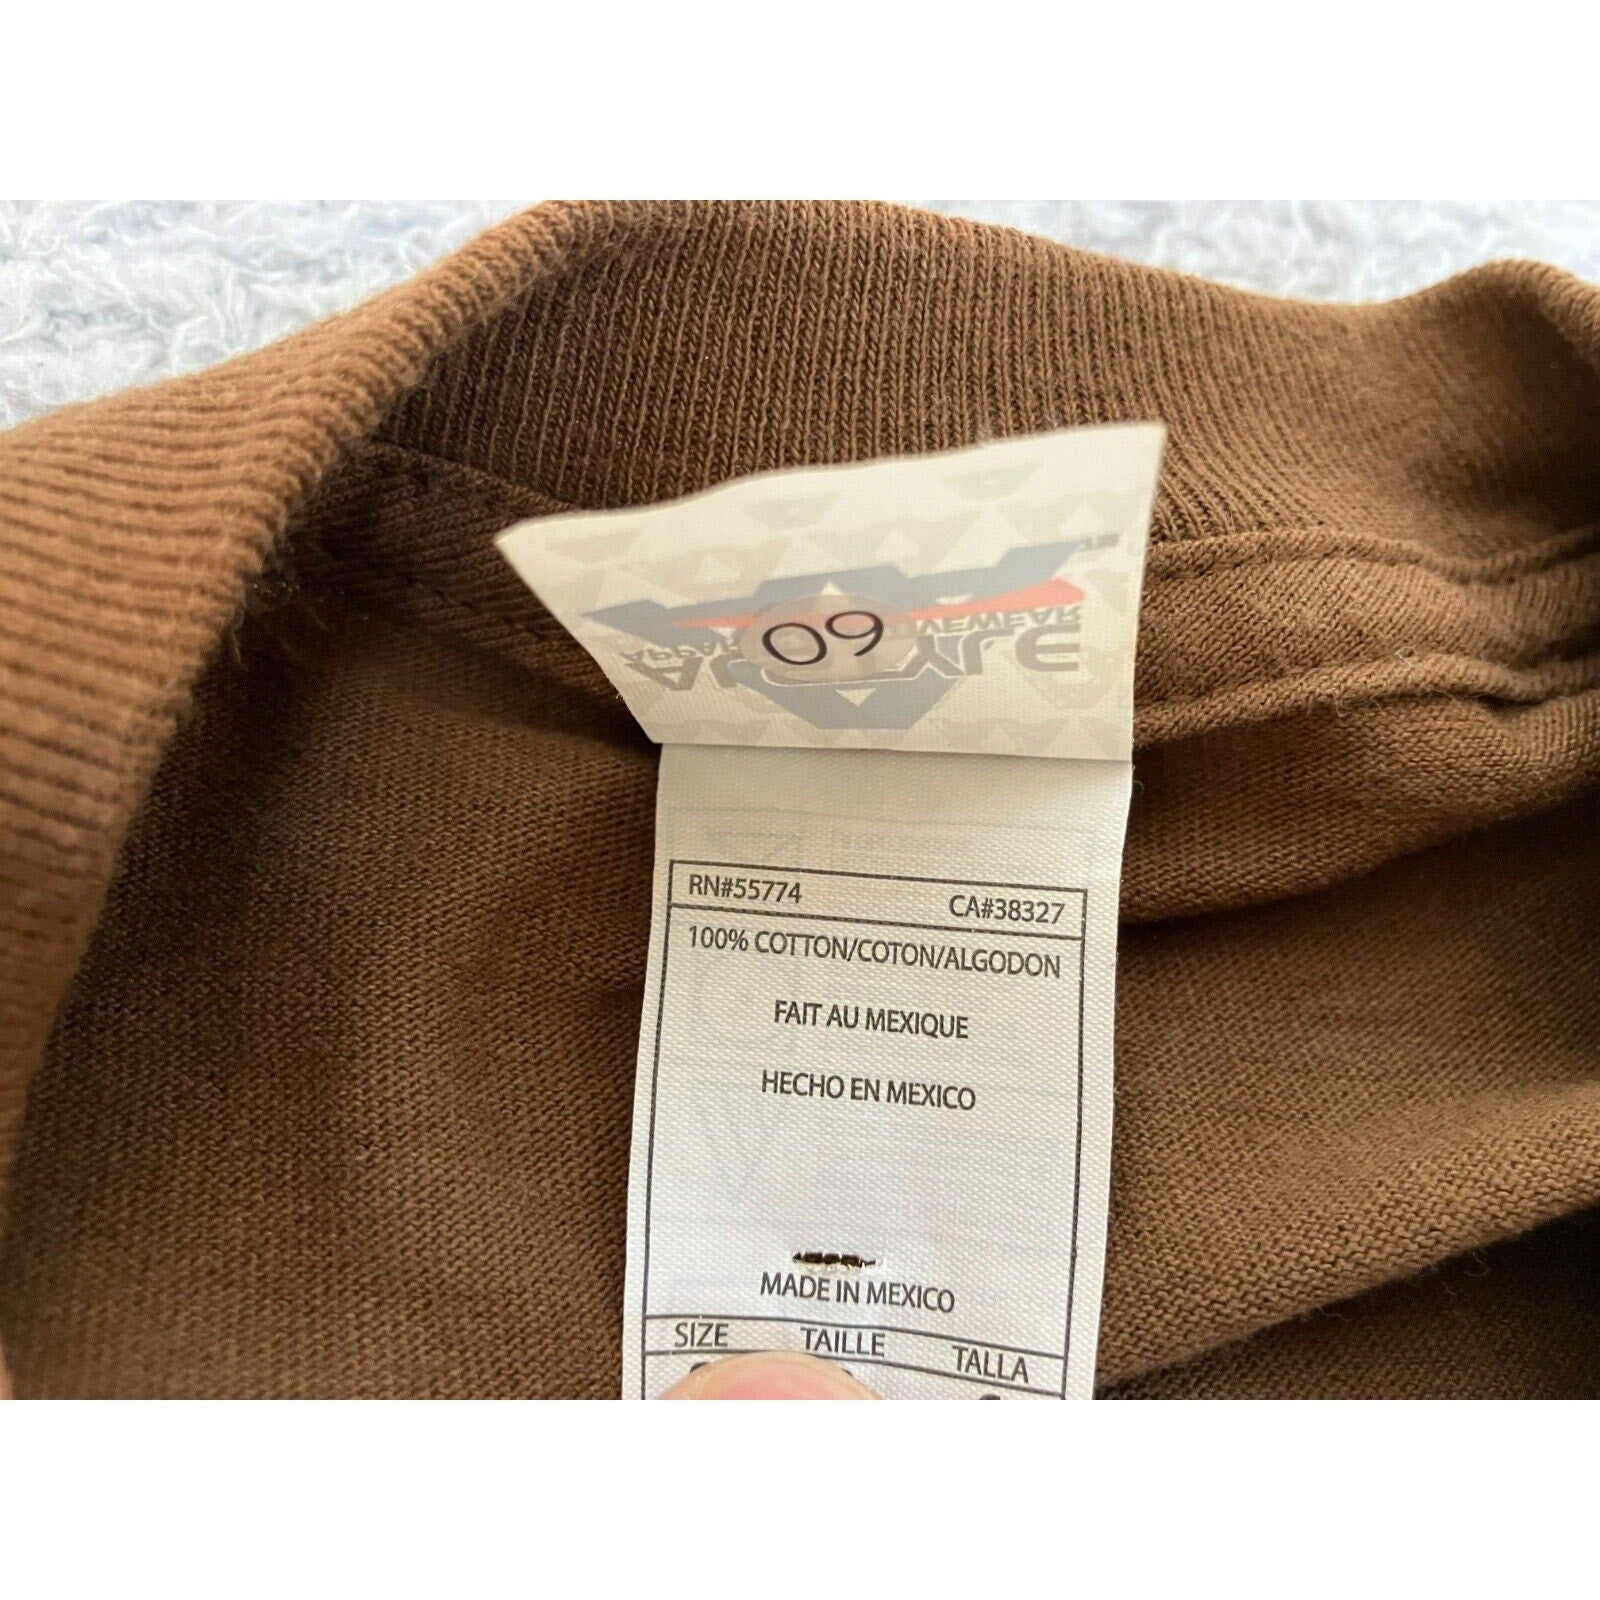 RN#55774 CA#38327
100% COTTON/COTON/ALGODON
FAIT AU MEXIQUE
HECHO EN MEXICO
MADE IN MEXICO
SIZE TAILLE TALLA